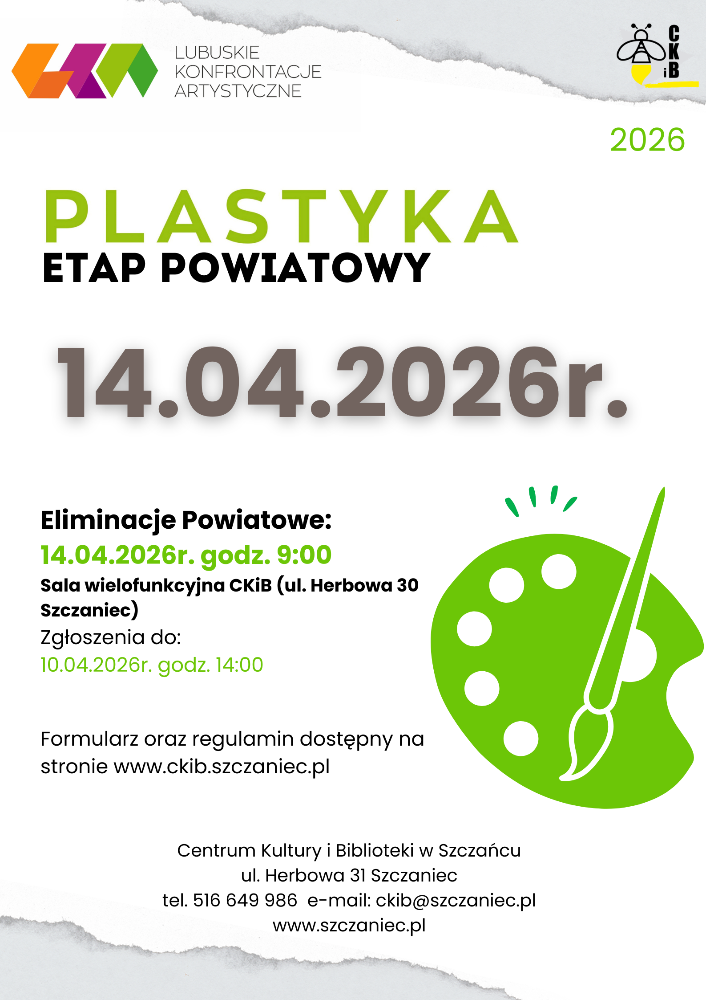 LUBUSKIE
KONFRONTACJE
ARTYSTYCZNE
C
K
i B
2026
PLASTYKA
ETAP POWIATOWY
14.04.2026r.
Eliminacje Powiatowe:
14.04.2026r. godz. 9:00
Sala wielofunkcyjna CKiB (ul. Herbowa 30
Szczaniec)
Zgłoszenia do:
10.04.2026r. godz. 14:00
Formularz oraz regulamin dostępny na
stronie www.ckib.szczaniec.pl
Centrum Kultury i Biblioteki w Szczańcu
ul. Herbowa 31 Szczaniec
tel. 516 649 986  e-mail: ckib@szczaniec.pl
www.szczaniec.pl